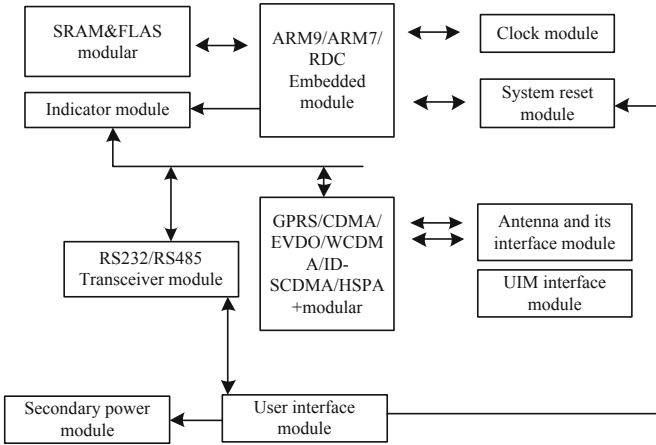 SRAM&FLAS
modular
ARM9/ARM7/
RDC
Embedded
module
Clock module
Indicator module
System reset
module
GPRS/CDMA/
EVDO/WCDM
A/ID-
SCDMA/HSPA
+modular
Antenna and its
interface module
RS232/RS485
Transceiver module
UIM interface
module
Secondary power
module
User interface
module